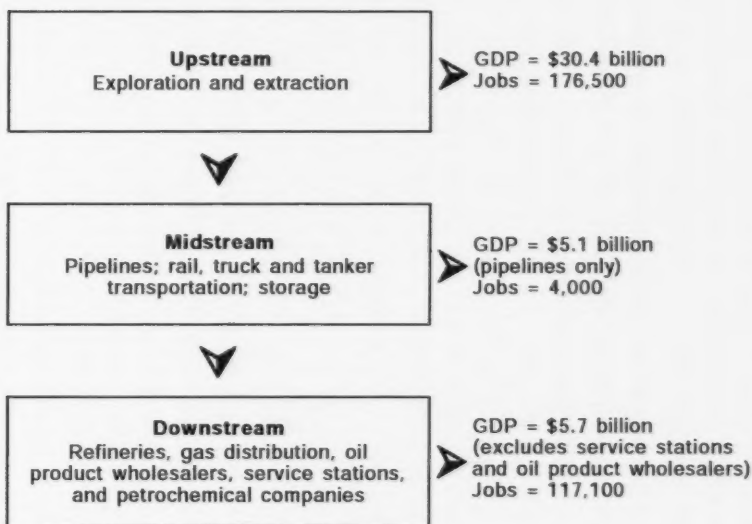 Upstream
Exploration and extraction
GDP = $30.4 billion
Jobs = 176,500
Midstream
Pipelines; rail, truck and tanker
transportation; storage
GDP = $5.1 billion
(pipelines only)
Jobs = 4,000
Downstream
Refineries, gas distribution, oil
product wholesalers, service stations,
and petrochemical companies
GDP = $5.7 billion
(excludes service stations
and oil product wholesalers)
Jobs = 117,100